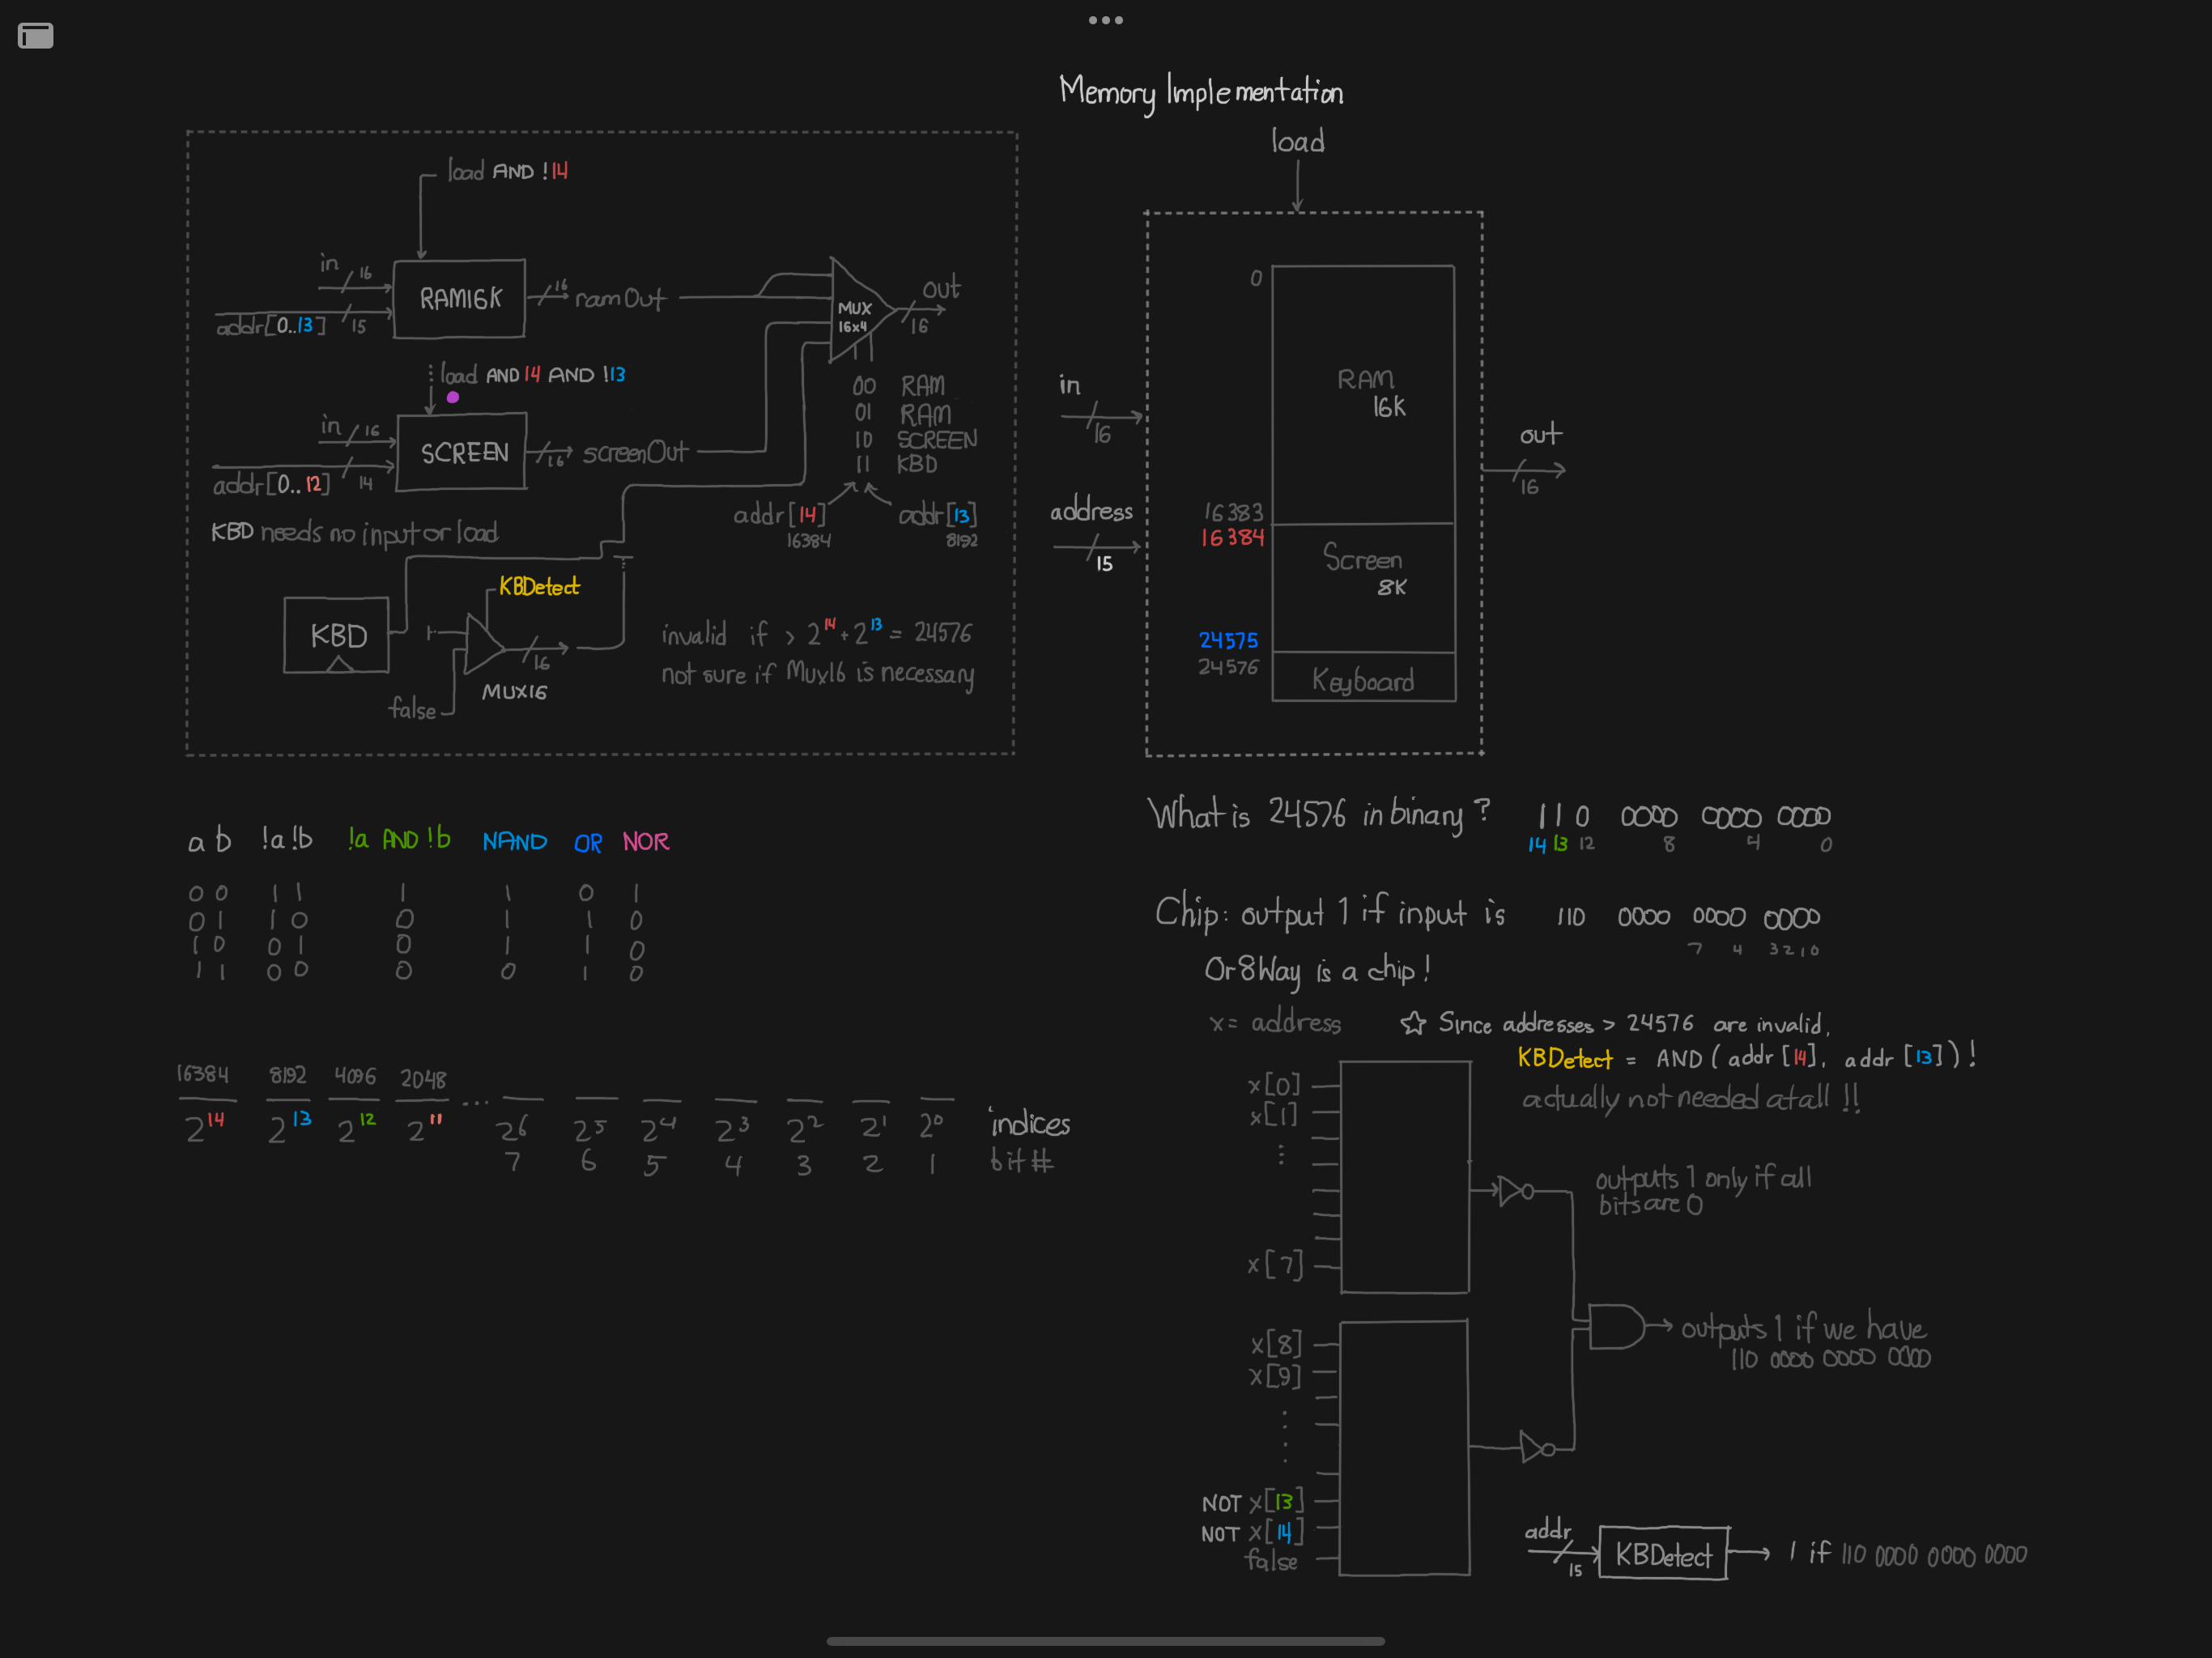 Memory Implementation
load AND !14
in 16
addr[0..13] 15
RAM16K
16 ramOut
MUX
16x4
out
16
load AND 14 AND !13
in 16
addr[0..12] 14
SCREEN
16 screenOut
00 RAM
01 RAM
10 SCREEN
11 KBD
addr[14] addr[13]
16384 8192
KBD needs no input or load
KBDetect
KBD
16
MUX16
false
invalid if > 2^14 + 2^13 = 24576
not sure if Mux16 is necessary
load
in
16
address
15
0
RAM
16K
16383
16384
Screen
8K
24575
24576
Keyboard
out
16
a b !a !b !a AND !b NAND OR NOR
0 0 1 1 1 1 0 1
0 1 1 0 0 1 1 0
1 0 0 1 0 1 1 0
1 1 0 0 0 0 1 0
16384 8192 4096 2048
2^14 2^13 2^12 2^11 ... 2^6 2^5 2^4 2^3 2^2 2^1 2^0 indices
7 6 5 4 3 2 1 bit #
What is 24576 in binary? 110 0000 0000 0000
14 13 12 8 4 0
Chip: output 1 if input is 110 0000 0000 0000
7 4 3 2 1 0
Or8Way is a chip!
x = address
☆ Since addresses > 24576 are invalid,
KBDetect = AND(addr[14], addr[13])!
actually not needed at all!!
x[0]
x[1]
⋮
x[7]
outputs 1 only if all
bits are 0
x[8]
x[9]
NOT x[13]
NOT x[14]
false
outputs 1 if we have
110 0000 0000 0000
addr
15
KBDetect
1 if 110 0000 0000 0000